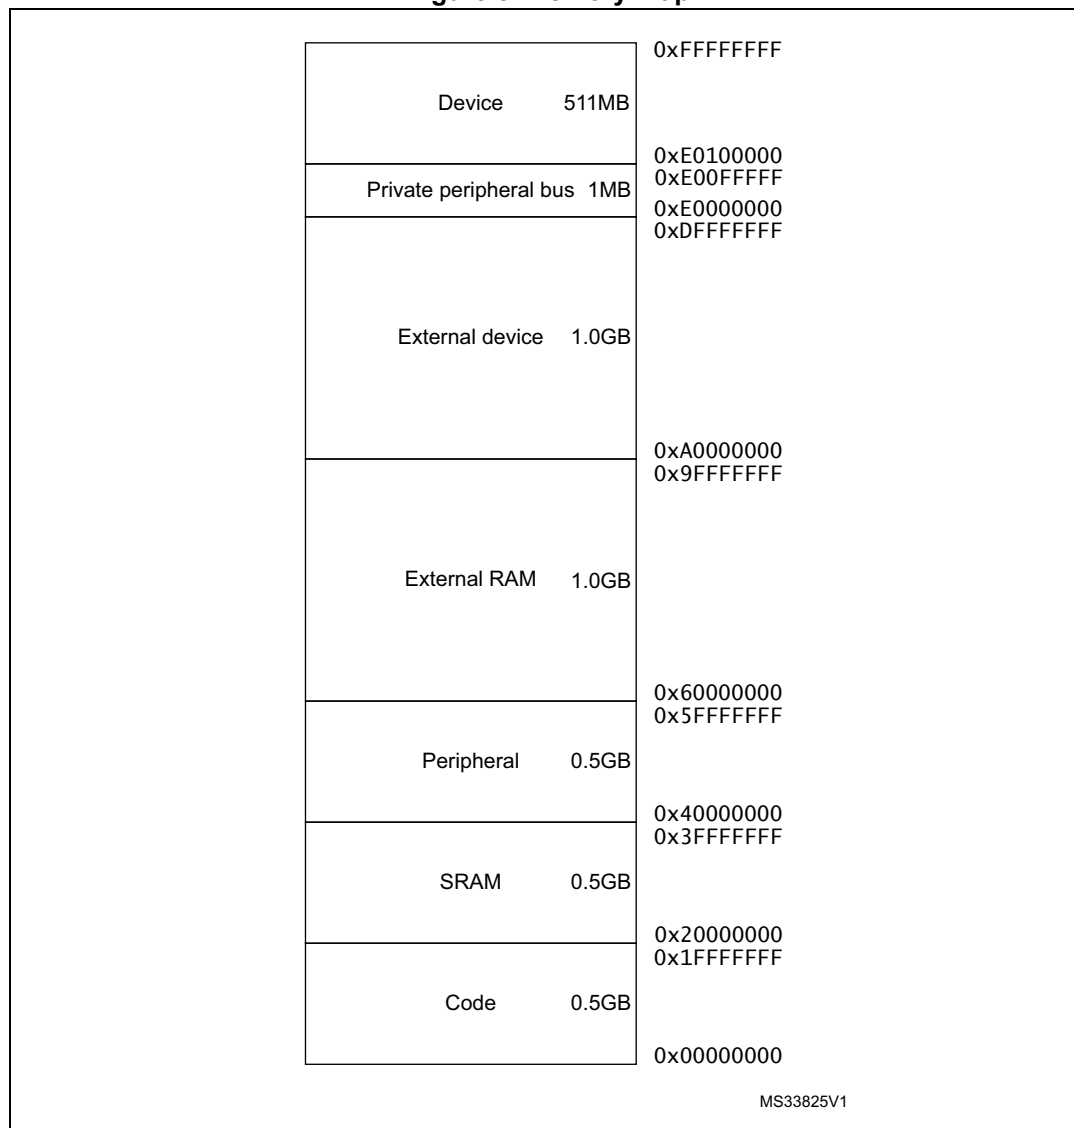 0xFFFFFFFF
Device 511MB
0xE0100000
0xE00FFFFF
Private peripheral bus 1MB
0xE0000000
0xDFFFFFFF
External device 1.0GB
0xA0000000
0x9FFFFFFF
External RAM 1.0GB
0x60000000
0x5FFFFFFF
Peripheral 0.5GB
0x40000000
0x3FFFFFFF
SRAM 0.5GB
0x20000000
0x1FFFFFFF
Code 0.5GB
0x00000000
MS33825V1